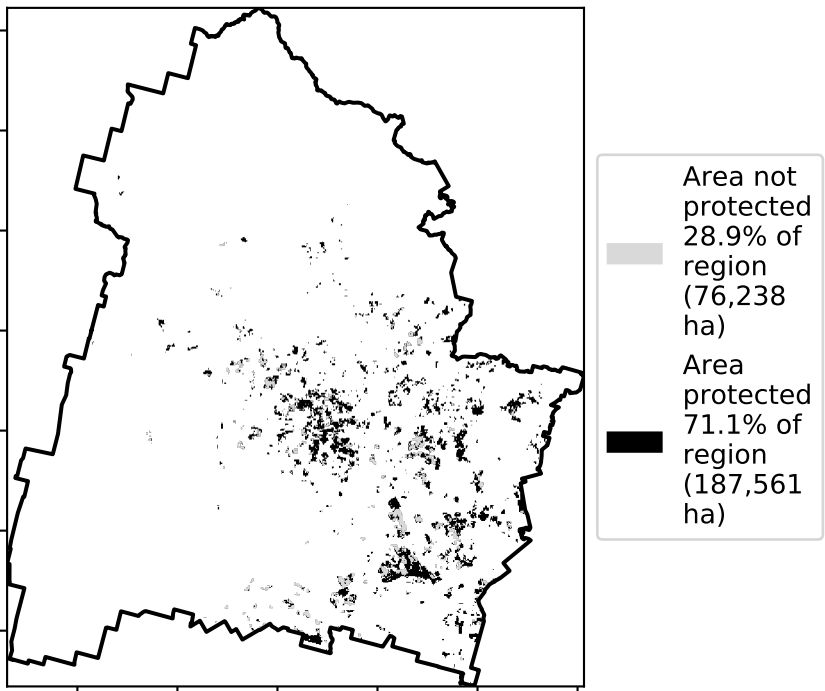 Area not
protected
28.9% of
region
(76,238
ha)
Area
protected
71.1% of
region
(187,561
ha)